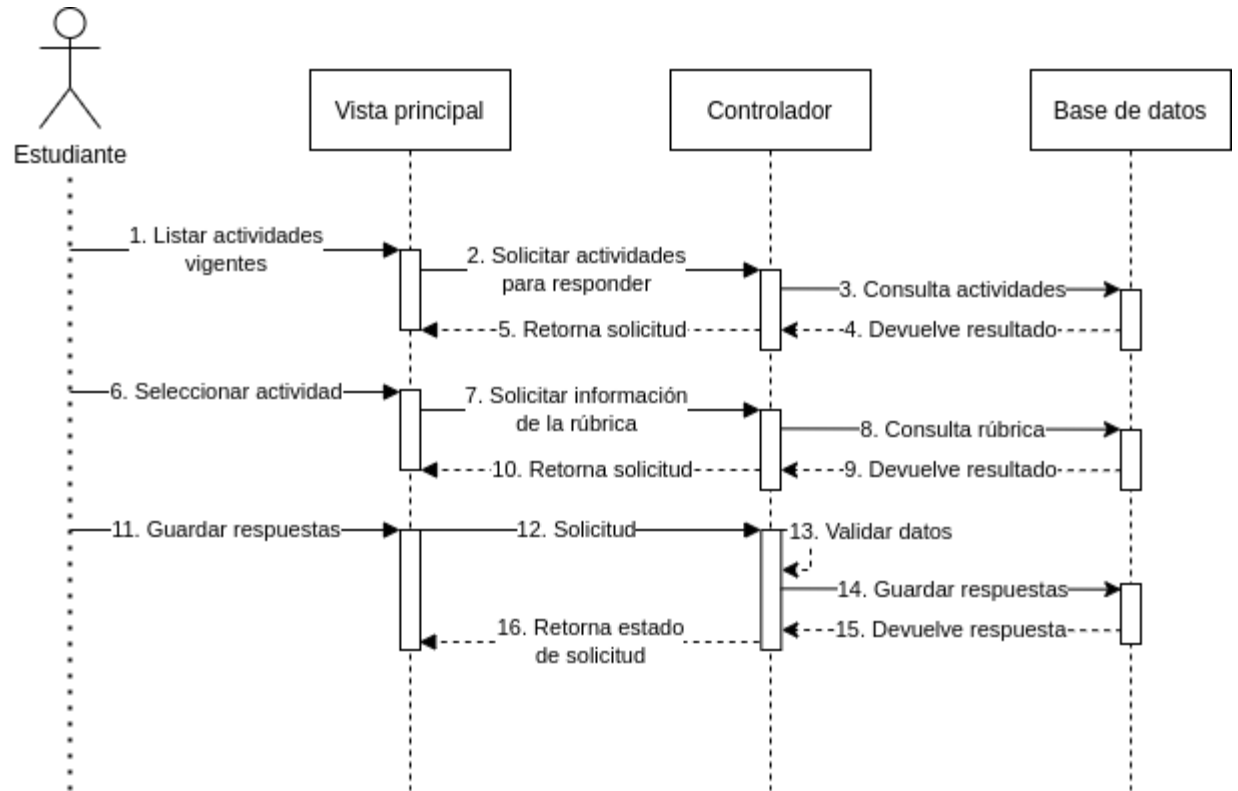 Estudiante
Vista principal
Controlador
Base de datos
1. Listar actividades
vigentes
2. Solicitar actividades
para responder
3. Consulta actividades
4. Devuelve resultado
5. Retorna solicitud
6. Seleccionar actividad
7. Solicitar información
de la rúbrica
8. Consulta rúbrica
9. Devuelve resultado
10. Retorna solicitud
11. Guardar respuestas
12. Solicitud
13. Validar datos
14. Guardar respuestas
15. Devuelve respuesta
16. Retorna estado
de solicitud